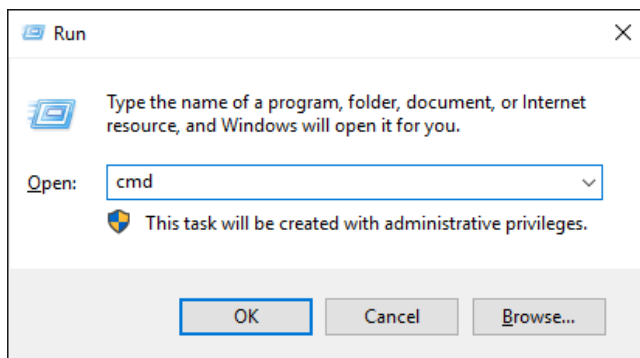 Run
Type the name of a program, folder, document, or Internet
resource, and Windows will open it for you.
Open: cmd
This task will be created with administrative privileges.
OK Cancel Browse...